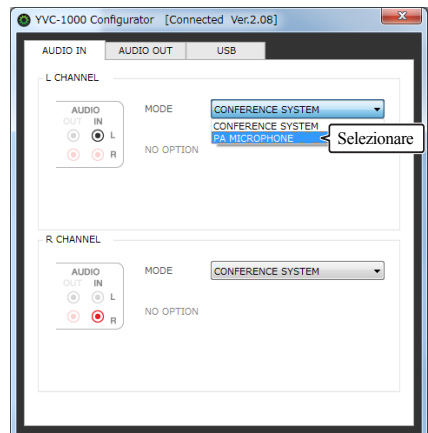 YVC-1000 Configurator [Connected Ver.2.08]
AUDIO IN AUDIO OUT USB
L CHANNEL
AUDIO
OUT IN
L
R
MODE
CONFERENCE SYSTEM
CONFERENCE SYSTEM
PA MICROPHONE
Selezionare
NO OPTION
R CHANNEL
AUDIO
OUT IN
L
R
MODE
CONFERENCE SYSTEM
NO OPTION